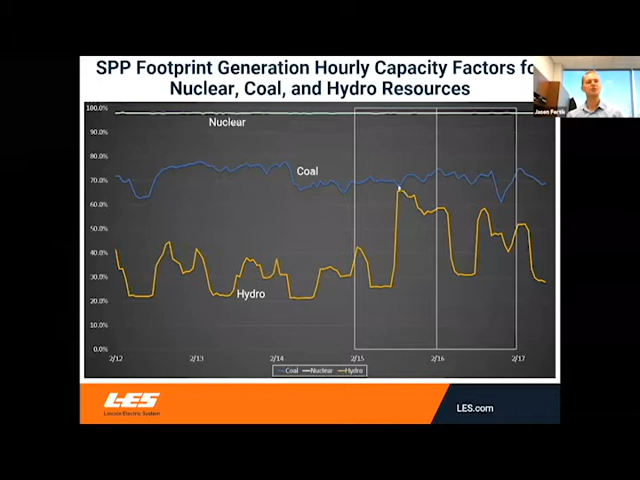 SPP Footprint Generation Hourly Capacity Factors fo
Nuclear, Coal, and Hydro Resources
100.0%
90.0%
80.0%
70.0%
60.0%
50.0%
40.0%
30.0%
20.0%
10.0%
0.0%
Nuclear
Coal
Hydro
2/12
2/13
2/14
2/15
2/16
2/17
Coal
Nuclear
Hydro
LES
Lincoln Electric System
LES.com
Jason Fortik